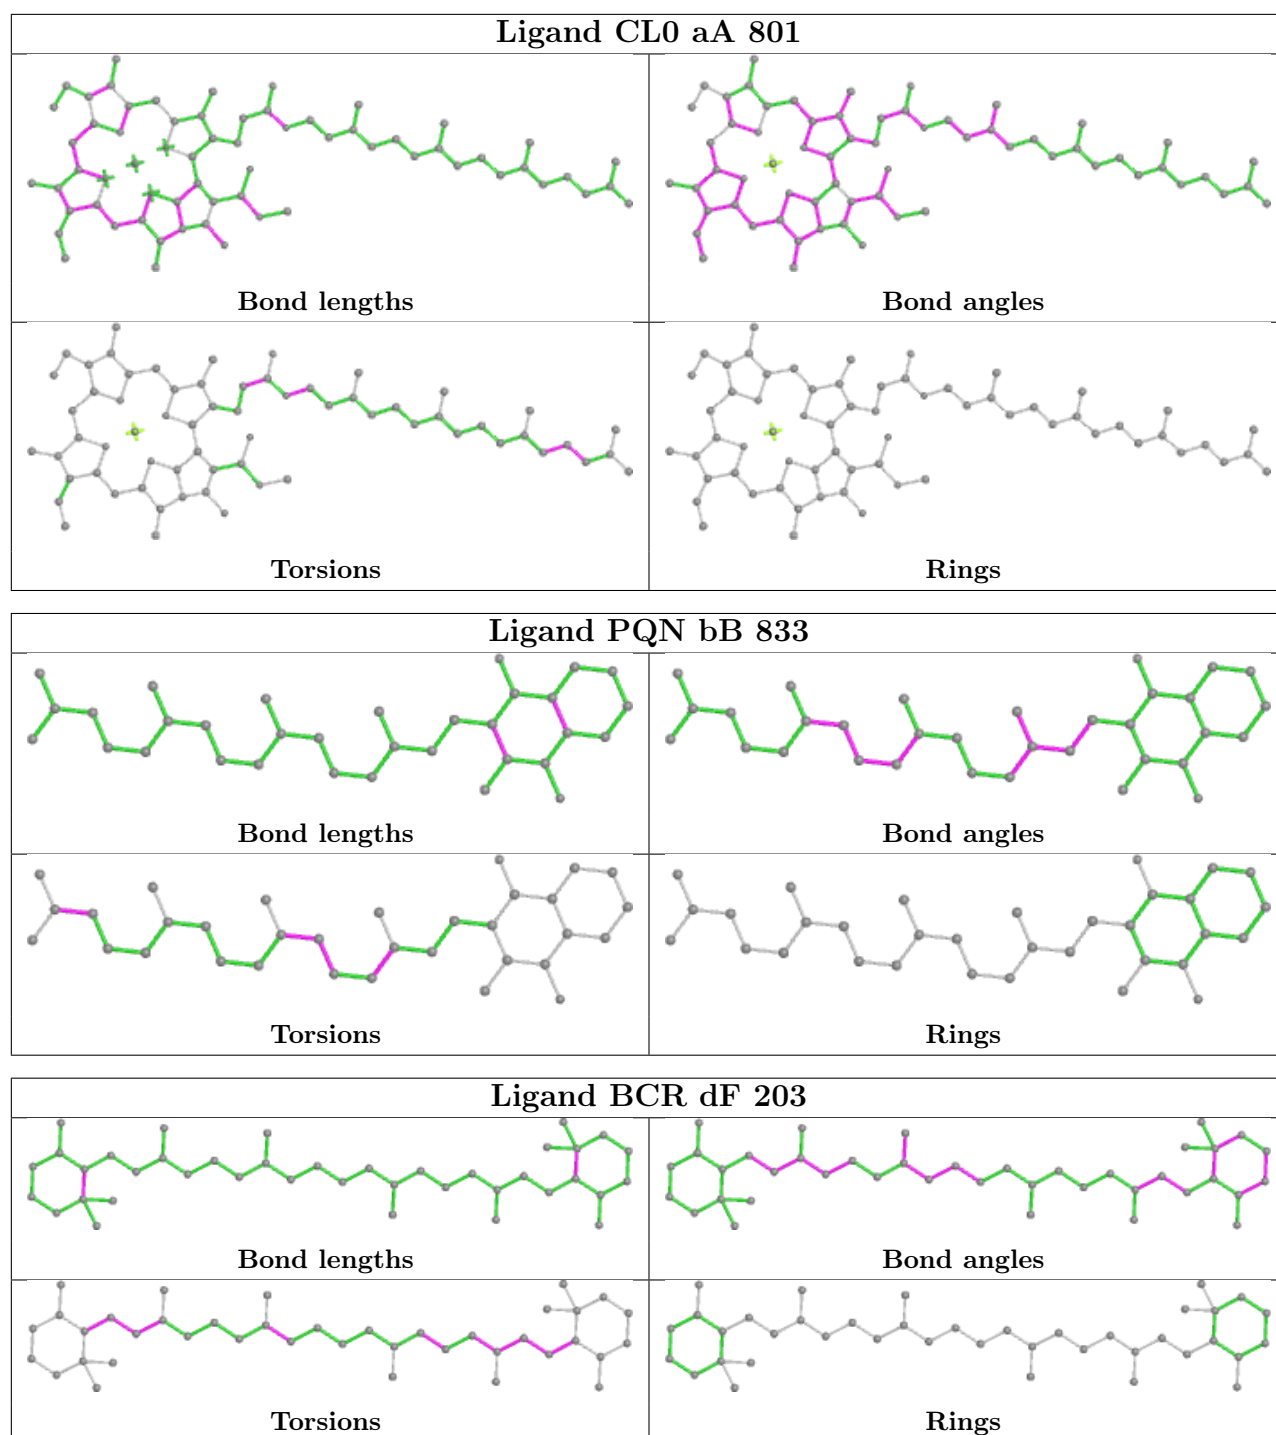 Ligand CL0 aA 801
Bond lengths
Bond angles
Torsions
Rings
Ligand PQN bB 833
Bond lengths
Bond angles
Torsions
Rings
Ligand BCR dF 203
Bond lengths
Bond angles
Torsions
Rings